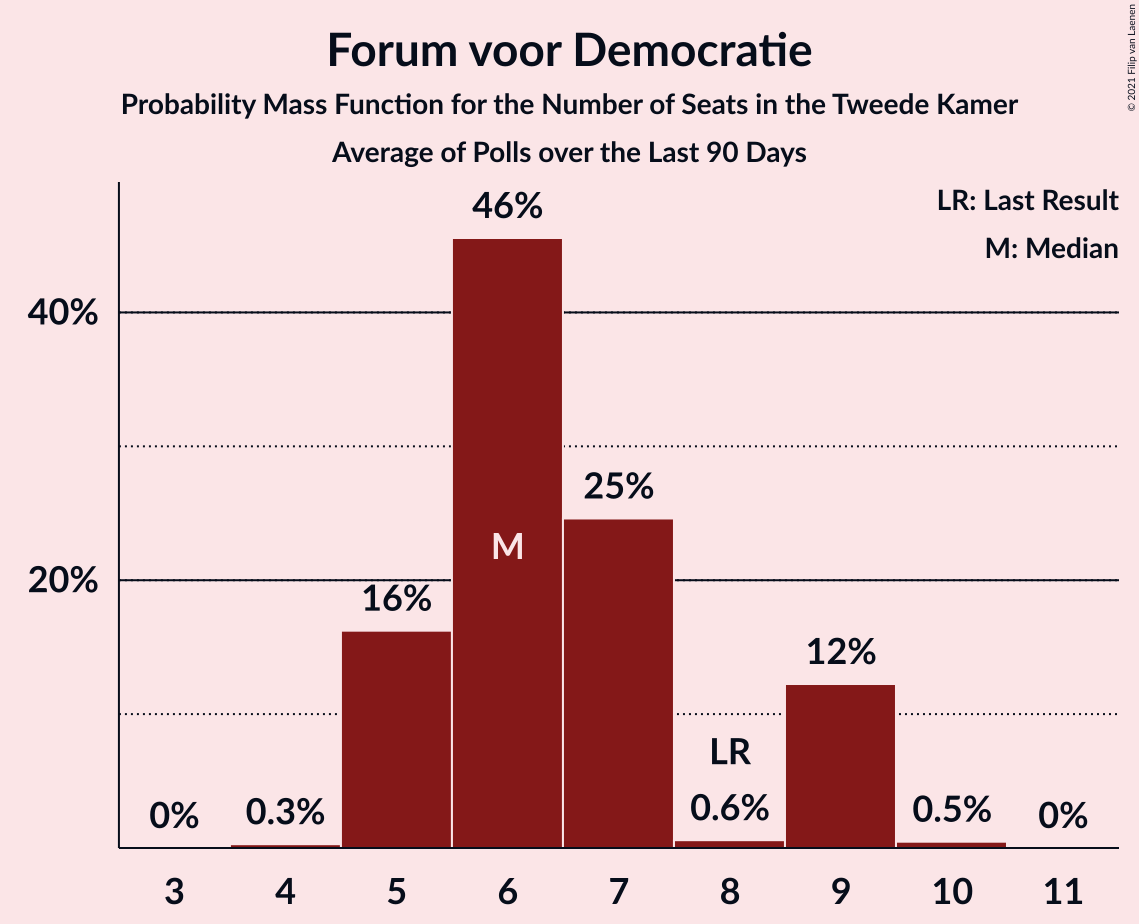 Forum voor Democratie
Probability Mass Function for the Number of Seats in the Tweede Kamer
Average of Polls over the Last 90 Days
© 2021 Filip van Laenen
LR: Last Result
M: Median
46%
40%
25%
M
20%
16%
12%
LR
0% 0.3% 0.6% 0.5% 0%
3 4 5 6 7 8 9 10 11